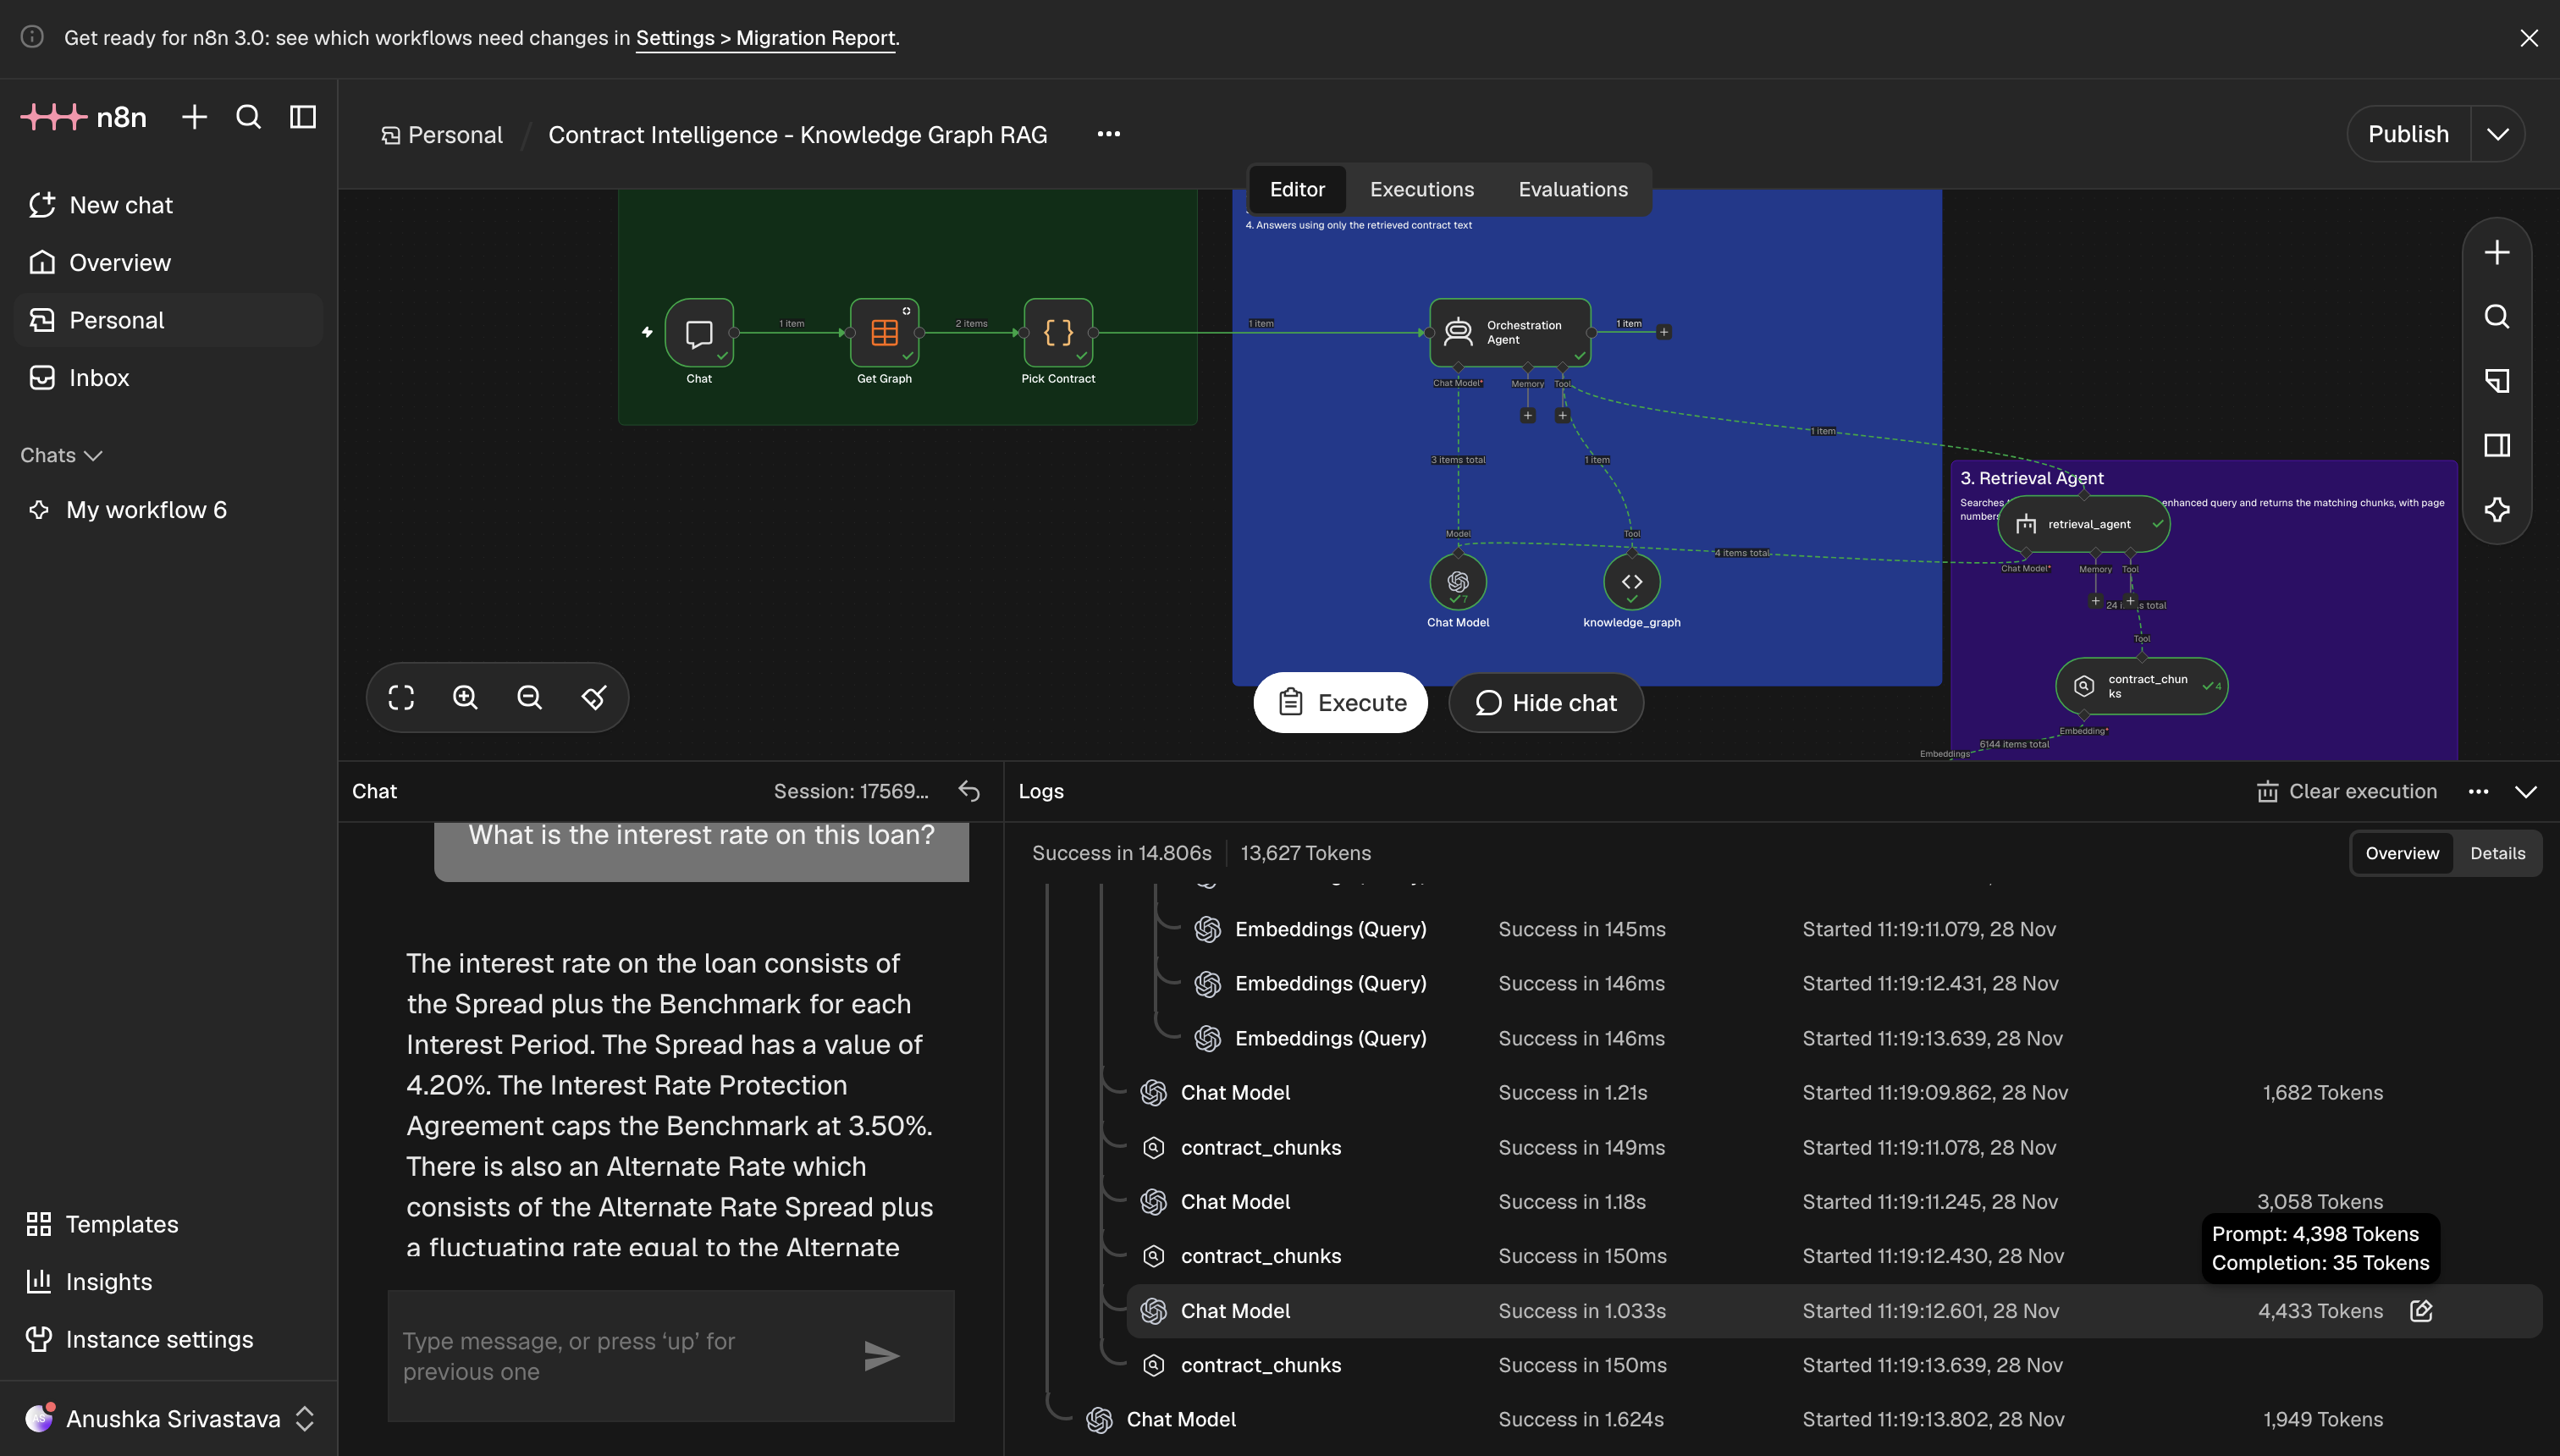 Get ready for n8n 3.0: see which workflows need changes in Settings > Migration Report.
n8n
New chat
Overview
Personal
Inbox
Chats
My workflow 6
Templates
Insights
Instance settings
AS
Anushka Srivastava
Personal / Contract Intelligence - Knowledge Graph RAG
Publish
Editor
Executions
Evaluations
4. Answers using only the retrieved contract text
1 item
2 items
1 item
1 item
Chat
Get Graph
Pick Contract
Orchestration
Agent
Chat Model*
Memory
Tool
3 items total
1 item
1 item
Model
Tool
4 items total
7
Chat Model
knowledge_graph
3. Retrieval Agent
Searches
enhanced query and returns the matching chunks, with page
numbers
retrieval_agent
Chat Model*
Memory
Tool
24
total
Tool
contract_chun
ks
4
Embedding*
6144 items total
Embeddings
Execute
Hide chat
Chat
Session: 17569...
What is the interest rate on this loan?
The interest rate on the loan consists of
the Spread plus the Benchmark for each
Interest Period. The Spread has a value of
4.20%. The Interest Rate Protection
Agreement caps the Benchmark at 3.50%.
There is also an Alternate Rate which
consists of the Alternate Rate Spread plus
a fluctuating rate equal to the Alternate
Type message, or press ‘up’ for
previous one
Logs
Clear execution
Success in 14.806s
13,627 Tokens
Overview
Details
Embeddings (Query) Success in 145ms Started 11:19:11.079, 28 Nov
Embeddings (Query) Success in 146ms Started 11:19:12.431, 28 Nov
Embeddings (Query) Success in 146ms Started 11:19:13.639, 28 Nov
Chat Model Success in 1.21s Started 11:19:09.862, 28 Nov 1,682 Tokens
contract_chunks Success in 149ms Started 11:19:11.078, 28 Nov
Chat Model Success in 1.18s Started 11:19:11.245, 28 Nov 3,058 Tokens
Prompt: 4,398 Tokens
Completion: 35 Tokens
contract_chunks Success in 150ms Started 11:19:12.430, 28 Nov
Chat Model Success in 1.033s Started 11:19:12.601, 28 Nov 4,433 Tokens
contract_chunks Success in 150ms Started 11:19:13.639, 28 Nov
Chat Model Success in 1.624s Started 11:19:13.802, 28 Nov 1,949 Tokens